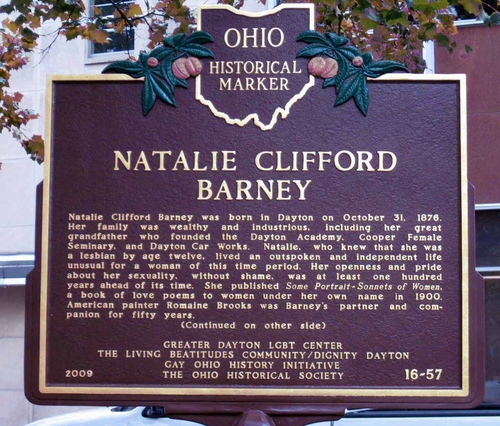 OHIO
HISTORICAL
MARKER
NATALIE CLIFFORD
BARNEY
Natalie Clifford Barney was born in Dayton on October 31, 1876.
Her family was wealthy and industrious, including her great
grandfather who founded the Dayton Academy, Cooper Female
Seminary, and Dayton Car Works. Natalie, who knew that she was
a lesbian by age twelve, lived an outspoken and independent life
unusual for a woman of this time period. Her openness and pride
about her sexuality, without shame, was at least one hundred
years ahead of its time. She published Some Portrait-Sonnets of Women,
a book of love poems to women under her own name in 1900.
American painter Romaine Brooks was Barney's partner and com-
panion for fifty years.
(Continued on other side)
GREATER DAYTON LGBT CENTER
THE LIVING BEATITUDES COMMUNITY/DIGNITY DAYTON
GAY OHIO HISTORY INITIATIVE
2009 THE OHIO HISTORICAL SOCIETY 16-57